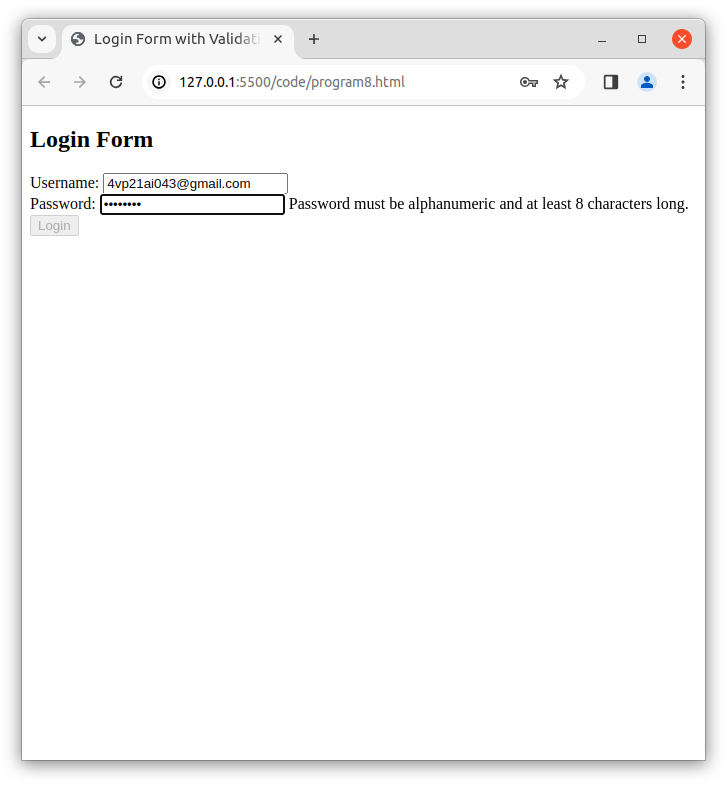 Login Form with Validati
127.0.0.1:5500/code/program8.html
Login Form
Username: 4vp21ai043@gmail.com
Password: •••••••• Password must be alphanumeric and at least 8 characters long.
Login